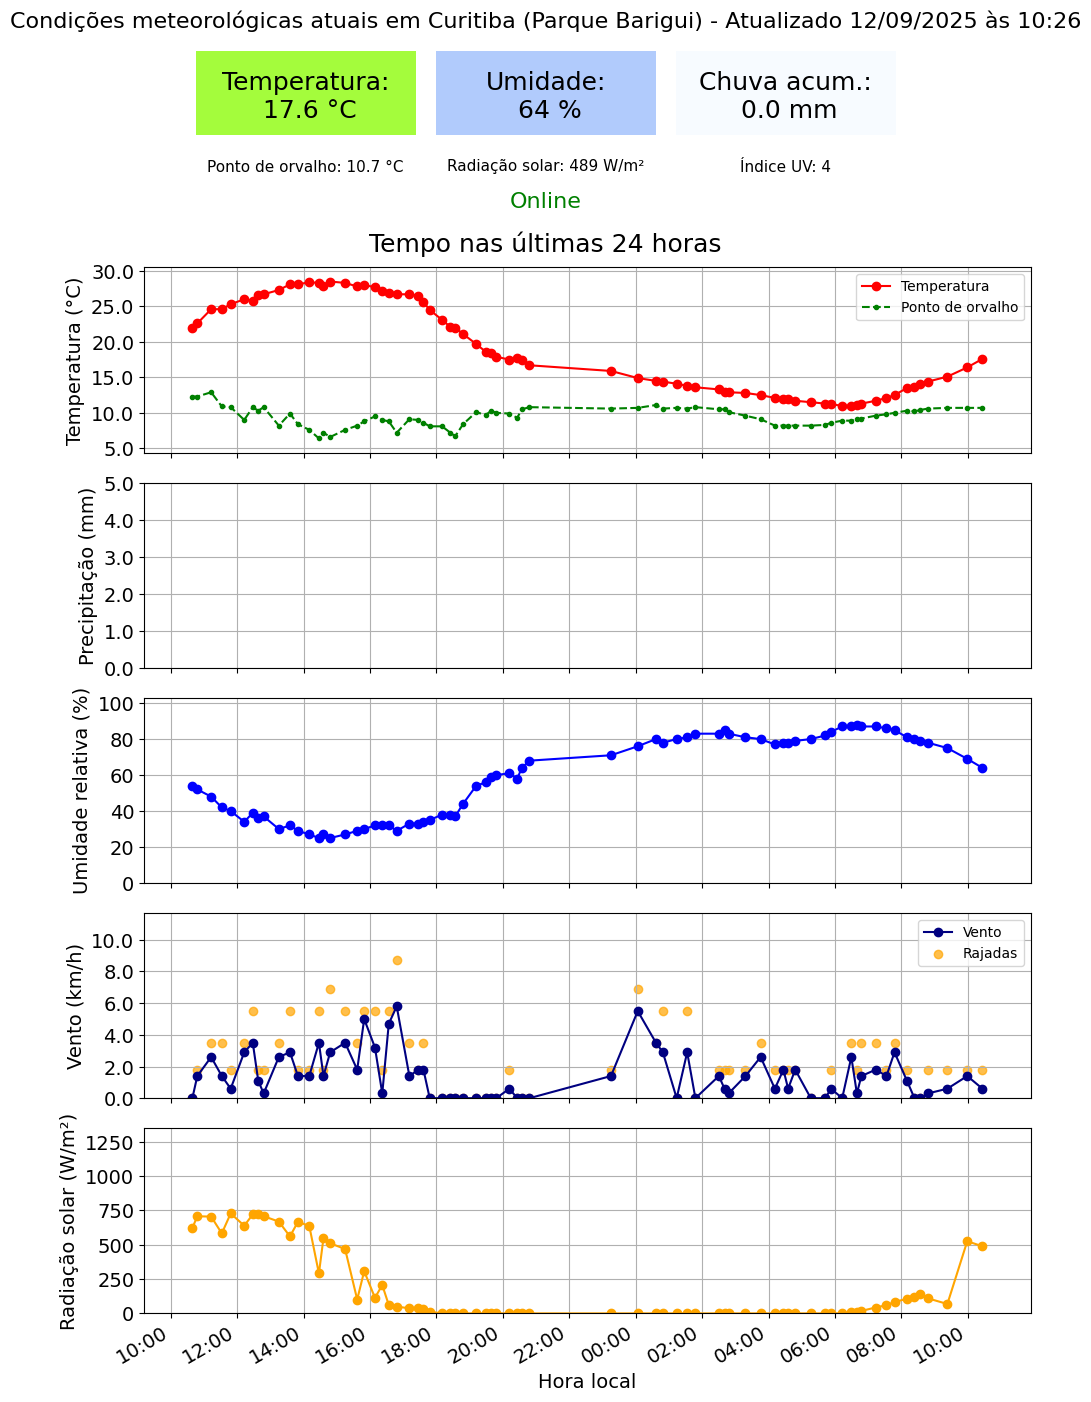 Condições meteorológicas atuais em Curitiba (Parque Barigui) - Atualizado 12/09/2025 às 10:26
Temperatura:
17.6 °C
Umidade:
64 %
Chuva acum.:
0.0 mm
Ponto de orvalho: 10.7 °C
Radiação solar: 489 W/m²
Índice UV: 4
Online
Tempo nas últimas 24 horas
Temperatura (°C)
30.0
25.0
20.0
15.0
10.0
5.0
Temperatura
Ponto de orvalho
Precipitação (mm)
5.0
4.0
3.0
2.0
1.0
0.0
Umidade relativa (%)
100
80
60
40
20
0
Vento (km/h)
10.0
8.0
6.0
4.0
2.0
0.0
Vento
Rajadas
Radiação solar (W/m²)
1250
1000
750
500
250
0
10:00
12:00
14:00
16:00
18:00
20:00
22:00
00:00
02:00
04:00
06:00
08:00
10:00
Hora local